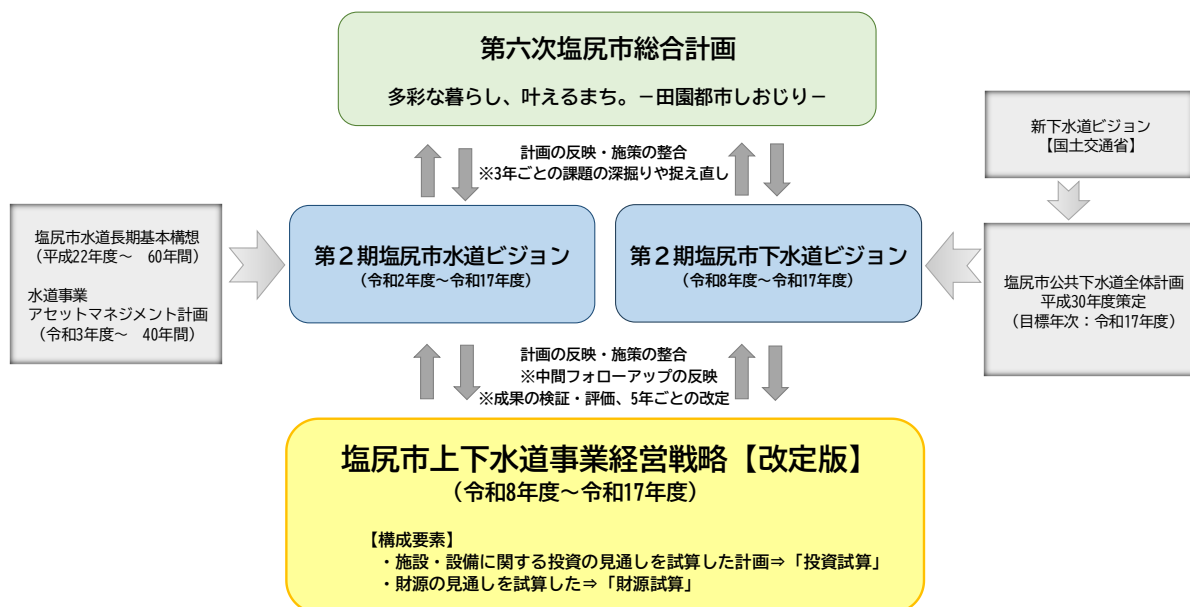 第六次塩尻市総合計画
多彩な暮らし、叶えるまち。－田園都市しおじり－
新下水道ビジョン
【国土交通省】
計画の反映・施策の整合
※3年ごとの課題の深掘りや捉え直し
塩尻市水道長期基本構想
(平成22年度～　60年間)
水道事業
アセットマネジメント計画
(令和3年度～　40年間)
第２期塩尻市水道ビジョン
(令和2年度～令和17年度)
第２期塩尻市下水道ビジョン
(令和8年度～令和17年度)
塩尻市公共下水道全体計画
平成30年度策定
(目標年次：令和17年度)
計画の反映・施策の整合
※中間フォローアップの反映
※成果の検証・評価、5年ごとの改定
塩尻市上下水道事業経営戦略【改定版】
(令和8年度～令和17年度)
【構成要素】
・施設・設備に関する投資の見通しを試算した計画⇒「投資試算」
・財源の見通しを試算した⇒「財源試算」